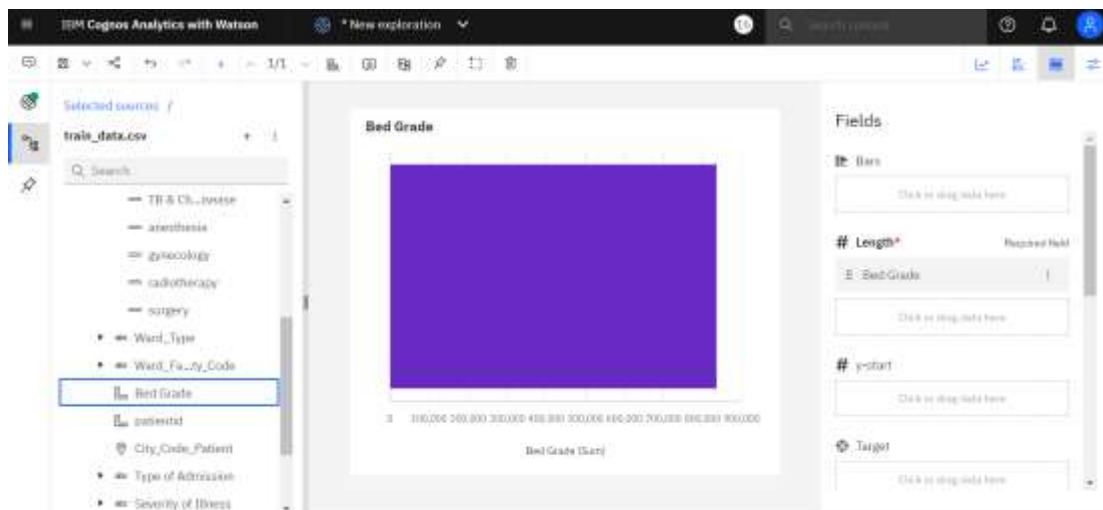 IBM Cognos Analytics with Watson
* New exploration
Search content
1/1
Selected sources /
train_data.csv
Search
TB & Ch...isease
anesthesia
gynecology
radiotherapy
surgery
Ward_Type
Ward_Fa...ty_Code
Bed Grade
patientid
City_Code_Patient
Type of Admission
Severity of Illness
Bed Grade
0 100,000 200,000 300,000 400,000 500,000 600,000 700,000 800,000 900,000
Bed Grade (Sum)
Fields
Bars
Click or drag data here
# Length* Required field
Bed Grade
Click or drag data here
# y-start
Click or drag data here
Target
Click or drag data here